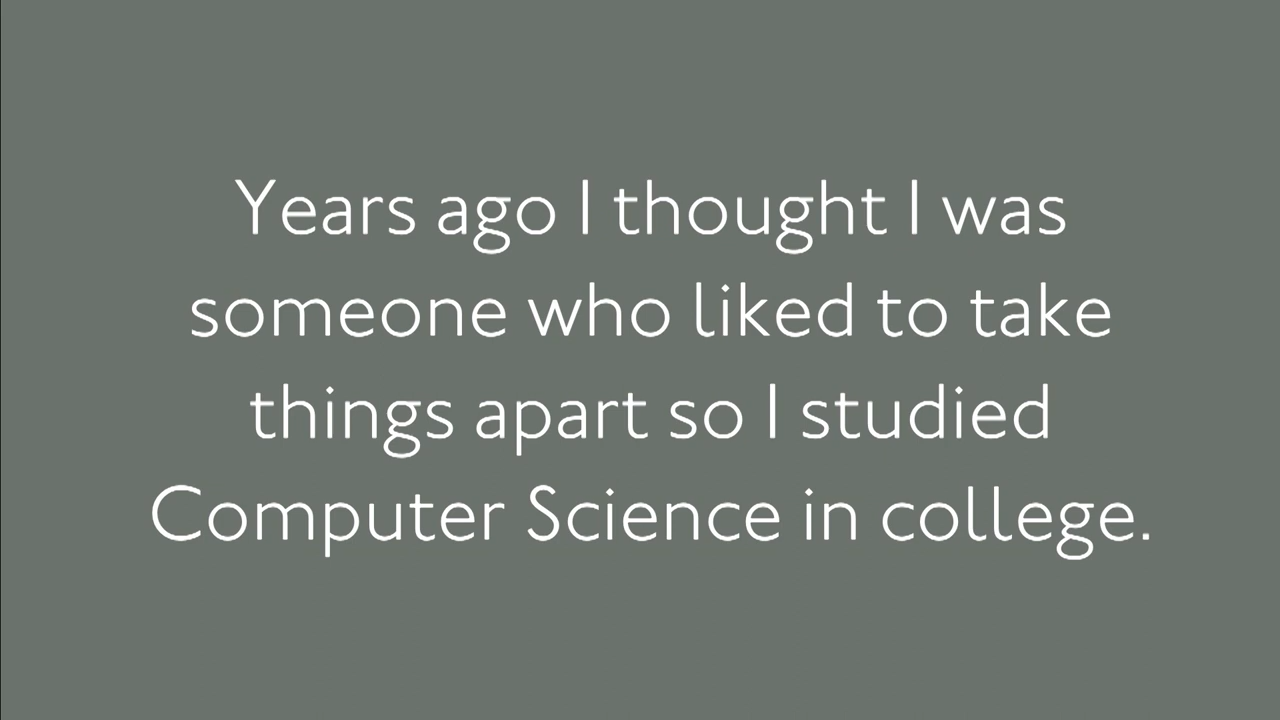 Years ago I thought I was
someone who liked to take
things apart so I studied
Computer Science in college.